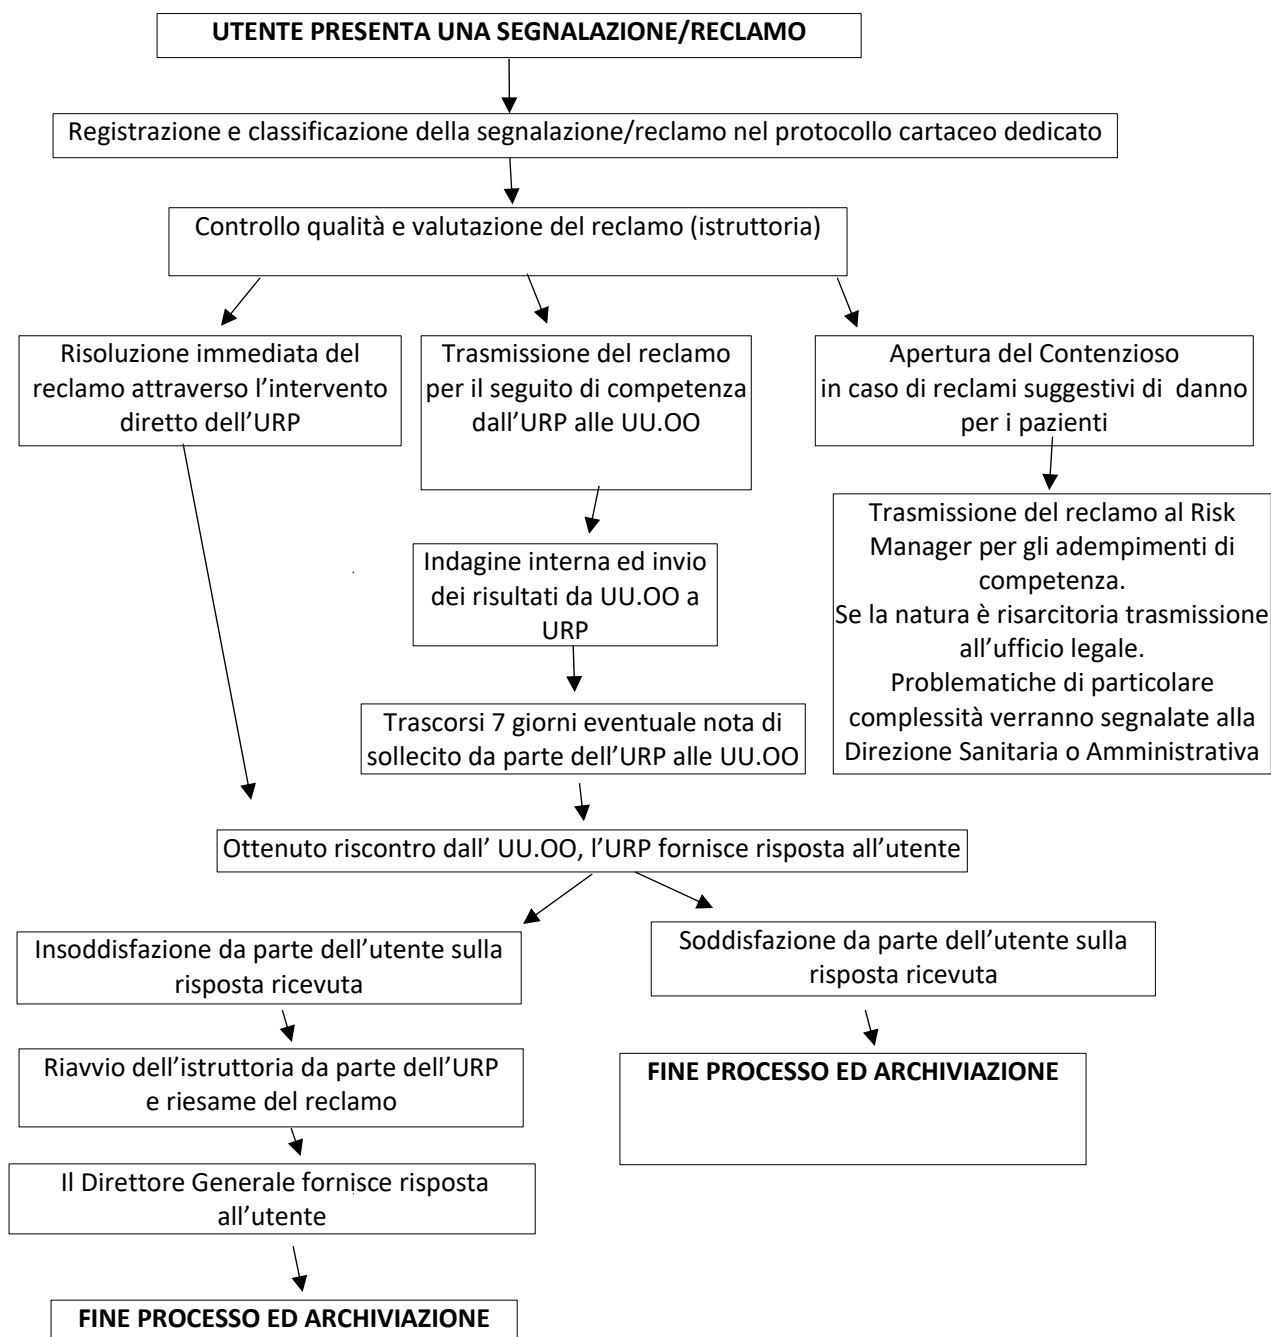 UTENTE PRESENTA UNA SEGNALAZIONE/RECLAMO
Registrazione e classificazione della segnalazione/reclamo nel protocollo cartaceo dedicato
Controllo qualità e valutazione del reclamo (istruttoria)
Risoluzione immediata del
reclamo attraverso l’intervento
diretto dell’URP
Trasmissione del reclamo
per il seguito di competenza
dall’URP alle UU.OO
Apertura del Contenzioso
in caso di reclami suggestivi di  danno
per i pazienti
Indagine interna ed invio
dei risultati da UU.OO a
URP
Trasmissione del reclamo al Risk
Manager per gli adempimenti di
competenza.
Se la natura è risarcitoria trasmissione
all’ufficio legale.
Problematiche di particolare
complessità verranno segnalate alla
Direzione Sanitaria o Amministrativa
Trascorsi 7 giorni eventuale nota di
sollecito da parte dell’URP alle UU.OO
Ottenuto riscontro dall’ UU.OO, l’URP fornisce risposta all’utente
Insoddisfazione da parte dell’utente sulla
risposta ricevuta
Soddisfazione da parte dell’utente sulla
risposta ricevuta
Riavvio dell’istruttoria da parte dell’URP
e riesame del reclamo
FINE PROCESSO ED ARCHIVIAZIONE
Il Direttore Generale fornisce risposta
all’utente
FINE PROCESSO ED ARCHIVIAZIONE